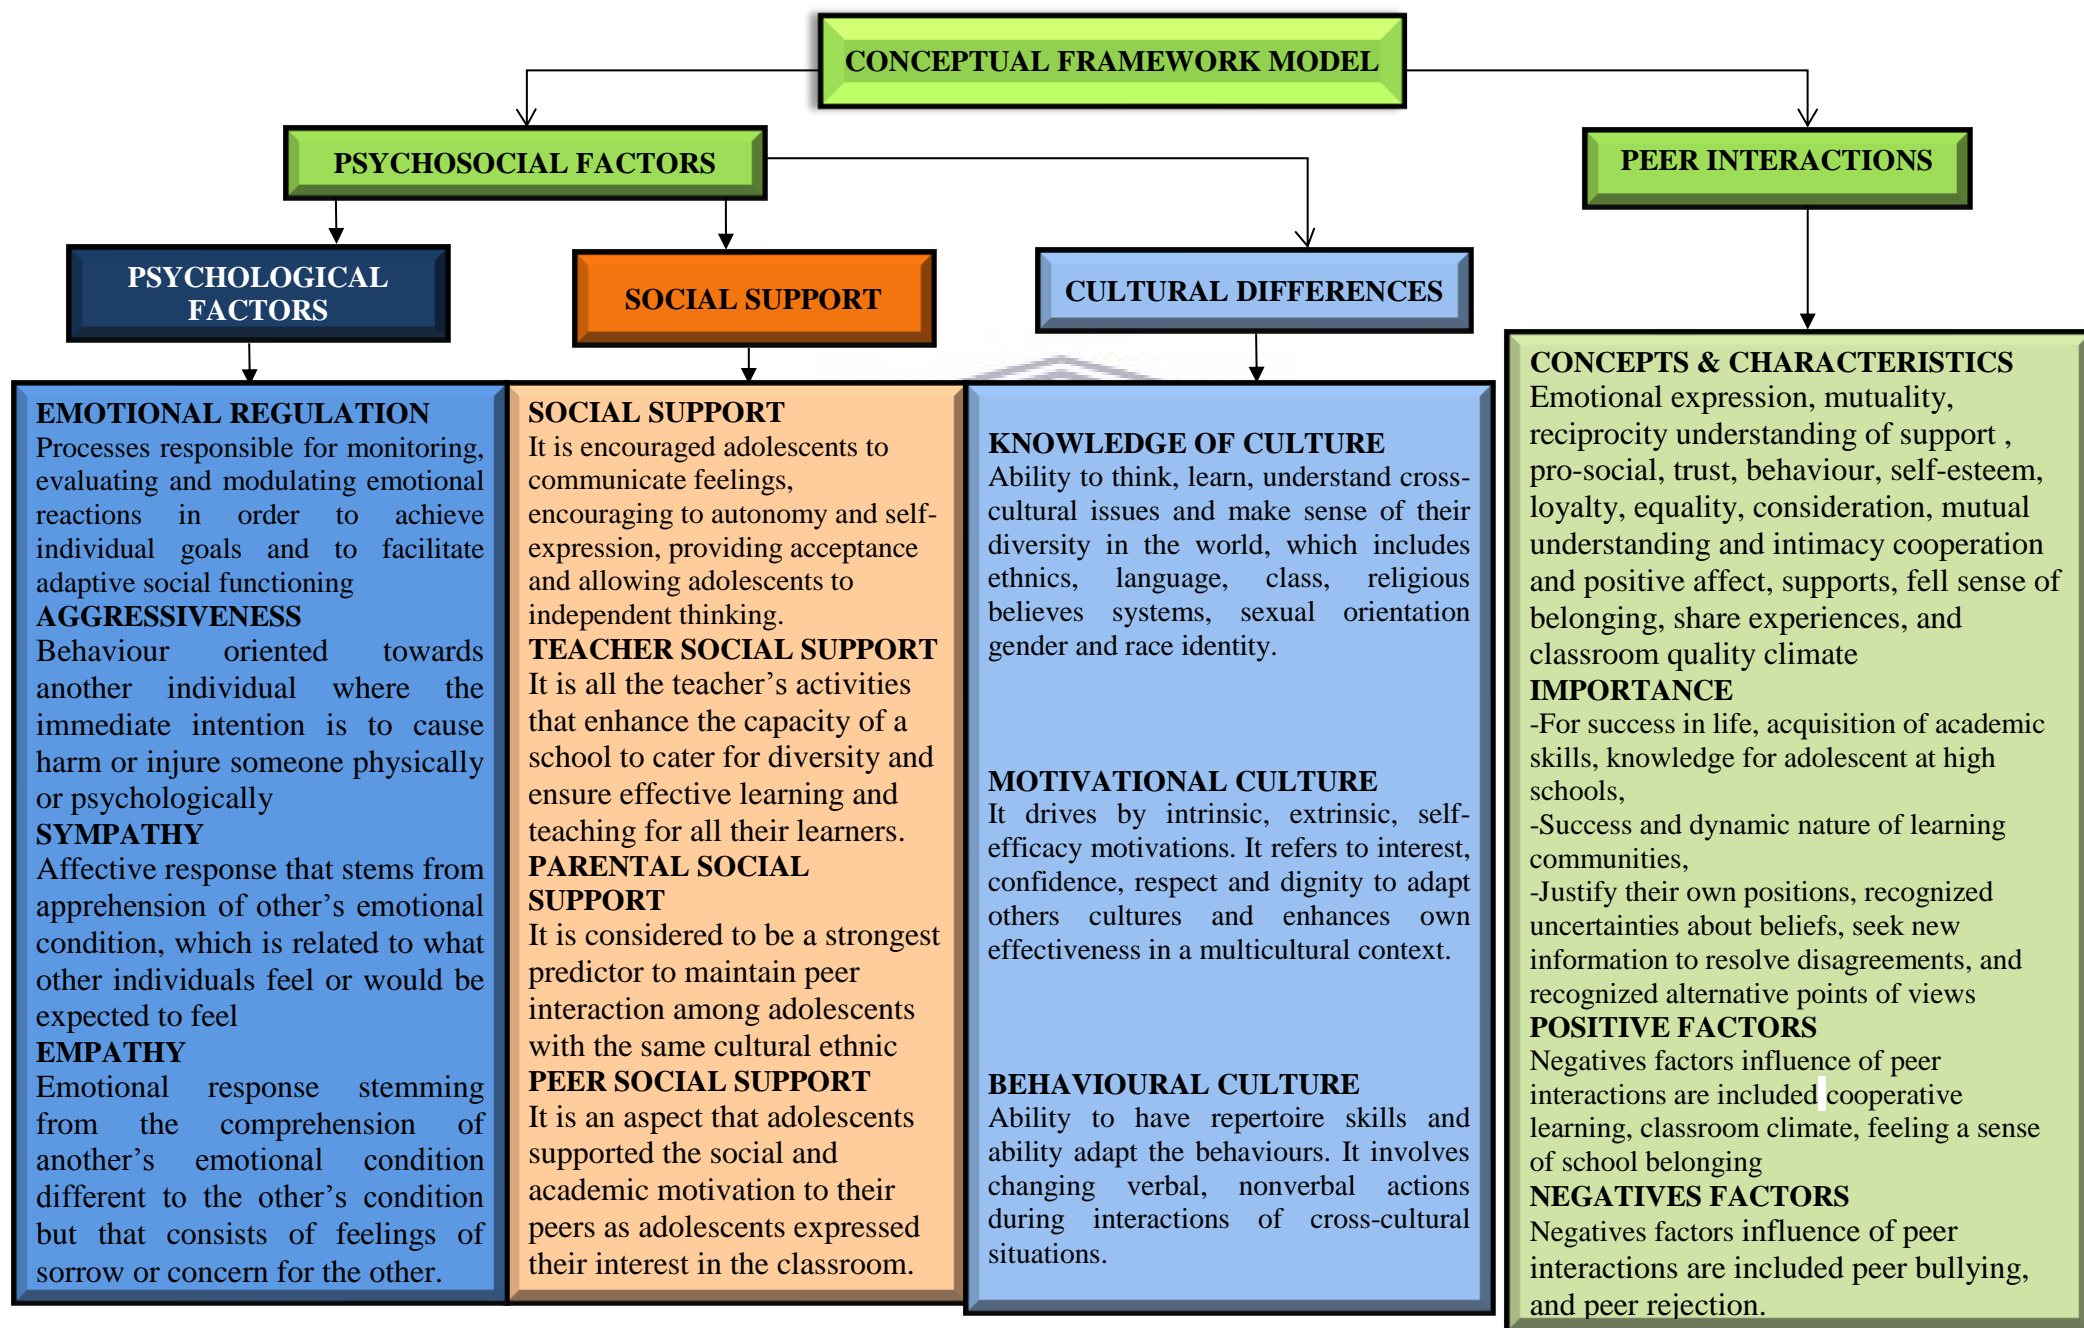 CONCEPTUAL FRAMEWORK MODEL
PSYCHOSOCIAL FACTORS
PEER INTERACTIONS
PSYCHOLOGICAL
FACTORS
SOCIAL SUPPORT
CULTURAL DIFFERENCES
EMOTIONAL REGULATION
Processes responsible for monitoring,
evaluating and modulating emotional
reactions in order to achieve
individual goals and to facilitate
adaptive social functioning
AGGRESSIVENESS
Behaviour oriented towards
another individual where the
immediate intention is to cause
harm or injure someone physically
or psychologically
SYMPATHY
Affective response that stems from
apprehension of other’s emotional
condition, which is related to what
other individuals feel or would be
expected to feel
EMPATHY
Emotional response stemming
from the comprehension of
another’s emotional condition
different to the other’s condition
but that consists of feelings of
sorrow or concern for the other.
SOCIAL SUPPORT
It is encouraged adolescents to
communicate feelings,
encouraging to autonomy and self-
expression, providing acceptance
and allowing adolescents to
independent thinking.
TEACHER SOCIAL SUPPORT
It is all the teacher’s activities
that enhance the capacity of a
school to cater for diversity and
ensure effective learning and
teaching for all their learners.
PARENTAL SOCIAL
SUPPORT
It is considered to be a strongest
predictor to maintain peer
interaction among adolescents
with the same cultural ethnic
PEER SOCIAL SUPPORT
It is an aspect that adolescents
supported the social and
academic motivation to their
peers as adolescents expressed
their interest in the classroom.
KNOWLEDGE OF CULTURE
Ability to think, learn, understand cross-
cultural issues and make sense of their
diversity in the world, which includes
ethnics, language, class, religious
believes systems, sexual orientation
gender and race identity.
MOTIVATIONAL CULTURE
It drives by intrinsic, extrinsic, self-
efficacy motivations. It refers to interest,
confidence, respect and dignity to adapt
others cultures and enhances own
effectiveness in a multicultural context.
BEHAVIOURAL CULTURE
Ability to have repertoire skills and
ability adapt the behaviours. It involves
changing verbal, nonverbal actions
during interactions of cross-cultural
situations.
CONCEPTS & CHARACTERISTICS
Emotional expression, mutuality,
reciprocity understanding of support ,
pro-social, trust, behaviour, self-esteem,
loyalty, equality, consideration, mutual
understanding and intimacy cooperation
and positive affect, supports, fell sense of
belonging, share experiences, and
classroom quality climate
IMPORTANCE
-For success in life, acquisition of academic
skills, knowledge for adolescent at high
schools,
-Success and dynamic nature of learning
communities,
-Justify their own positions, recognized
uncertainties about beliefs, seek new
information to resolve disagreements, and
recognized alternative points of views
POSITIVE FACTORS
Negatives factors influence of peer
interactions are included cooperative
learning, classroom climate, feeling a sense
of school belonging
NEGATIVES FACTORS
Negatives factors influence of peer
interactions are included peer bullying,
and peer rejection.